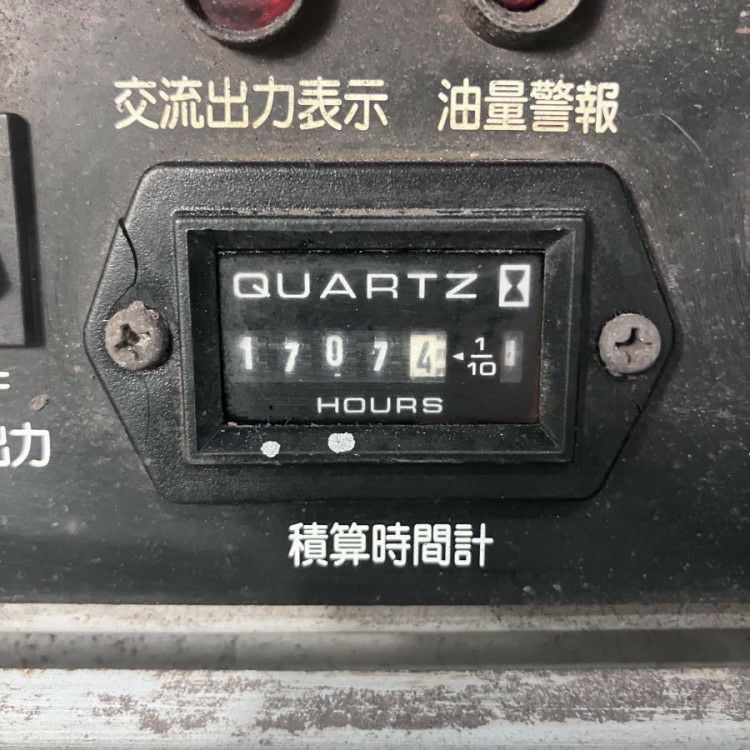 交流出力表示 油量警報
QUARTZ
17074 ◂1/10
HOURS
出力
積算時間計